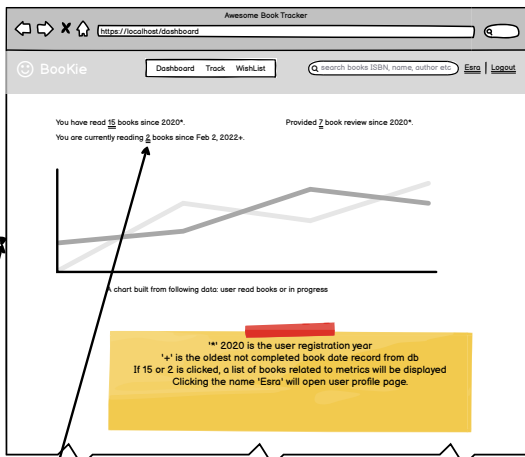 Awesome Book Tracker
https://localhost/dashboard
BooKie
Dashboard Track WishList
search books ISBN, name, author etc
Esra | Logout
You have read 15 books since 2020*.
Provided 7 book review since 2020*.
You are currently reading 2 books since Feb 2, 2022+.
A chart built from following data: user read books or in progress
'*' 2020 is the user registration year
'+' is the oldest not completed book date record from db
If 15 or 2 is clicked, a list of books related to metrics will be displayed
Clicking the name 'Esra' will open user profile page.